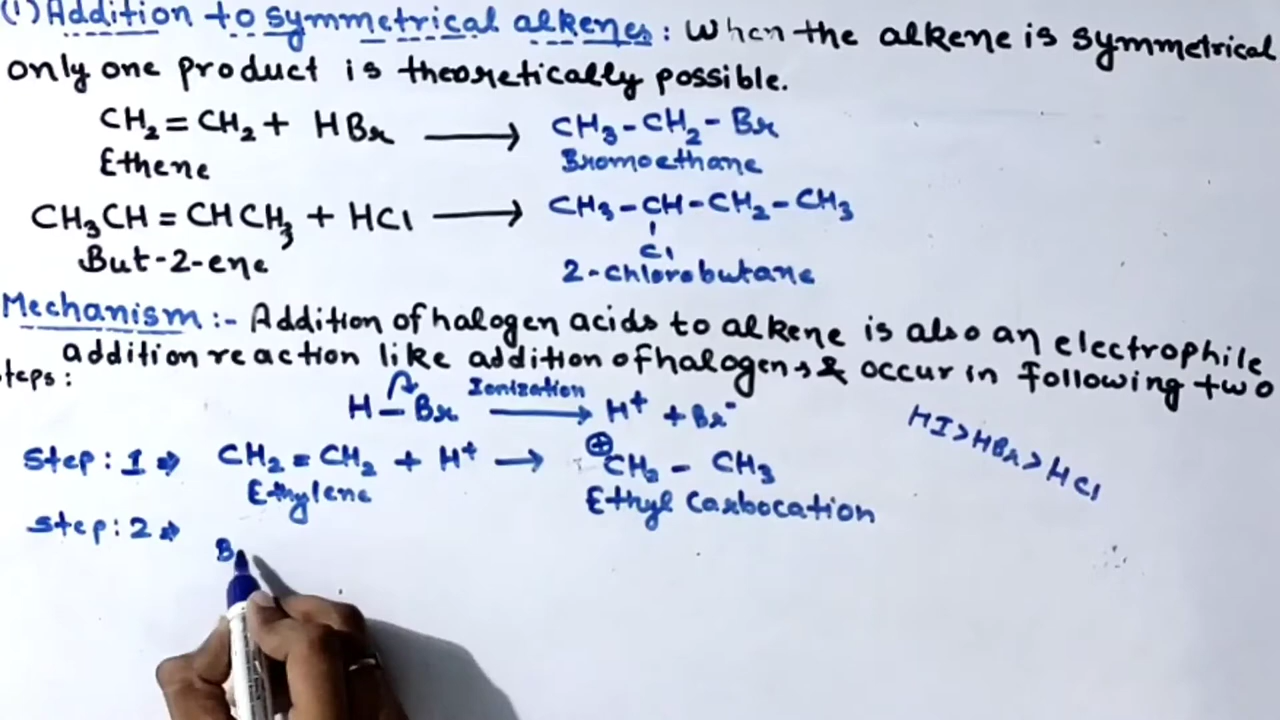 (1) Addition to symmetrical alkenes: When the alkene is symmetrical
only one product is theoretically possible.
CH₂=CH₂ + HBr ⟶ CH₃-CH₂-Br
Ethene Bromoethane
CH₃CH=CHCH₃ + HCl ⟶ CH₃-CH-CH₂-CH₃
Cl
But-2-ene 2-Chlorobutane
Mechanism :- Addition of halogen acids to alkene is also an electrophile
addition reaction like addition of halogens & occur in following two
teps:
H-Br Ionization ⟶ H⁺ + Br⁻
HI>HBr>HCl
Step: 1 ⇒ CH₂=CH₂ + H⁺ ⟶ ⊕CH₂ - CH₃
Ethylene Ethyl Carbocation
Step: 2 ⇒
B